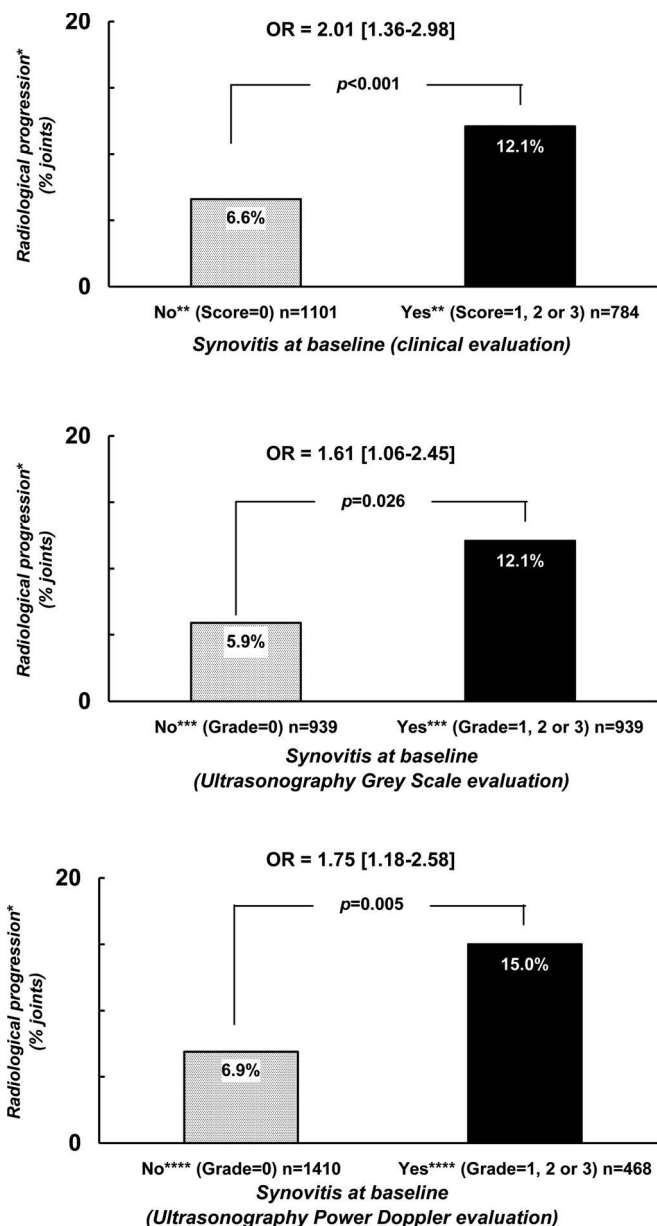 20
OR = 2.01 [1.36-2.98]
p<0.001
Radiological progression*
(% joints)
12.1%
6.6%
0
No** (Score=0) n=1101
Yes** (Score=1, 2 or 3) n=784
Synovitis at baseline (clinical evaluation)
20
OR = 1.61 [1.06-2.45]
p=0.026
Radiological progression*
(% joints)
12.1%
5.9%
0
No*** (Grade=0) n=939
Yes*** (Grade=1, 2 or 3) n=939
Synovitis at baseline
(Ultrasonography Grey Scale evaluation)
OR = 1.75 [1.18-2.58]
20
p=0.005
Radiological progression*
(% joints)
15.0%
6.9%
0
No**** (Grade=0) n=1410
Yes**** (Grade=1, 2 or 3) n=468
Synovitis at baseline
(Ultrasonography Power Doppler evaluation)